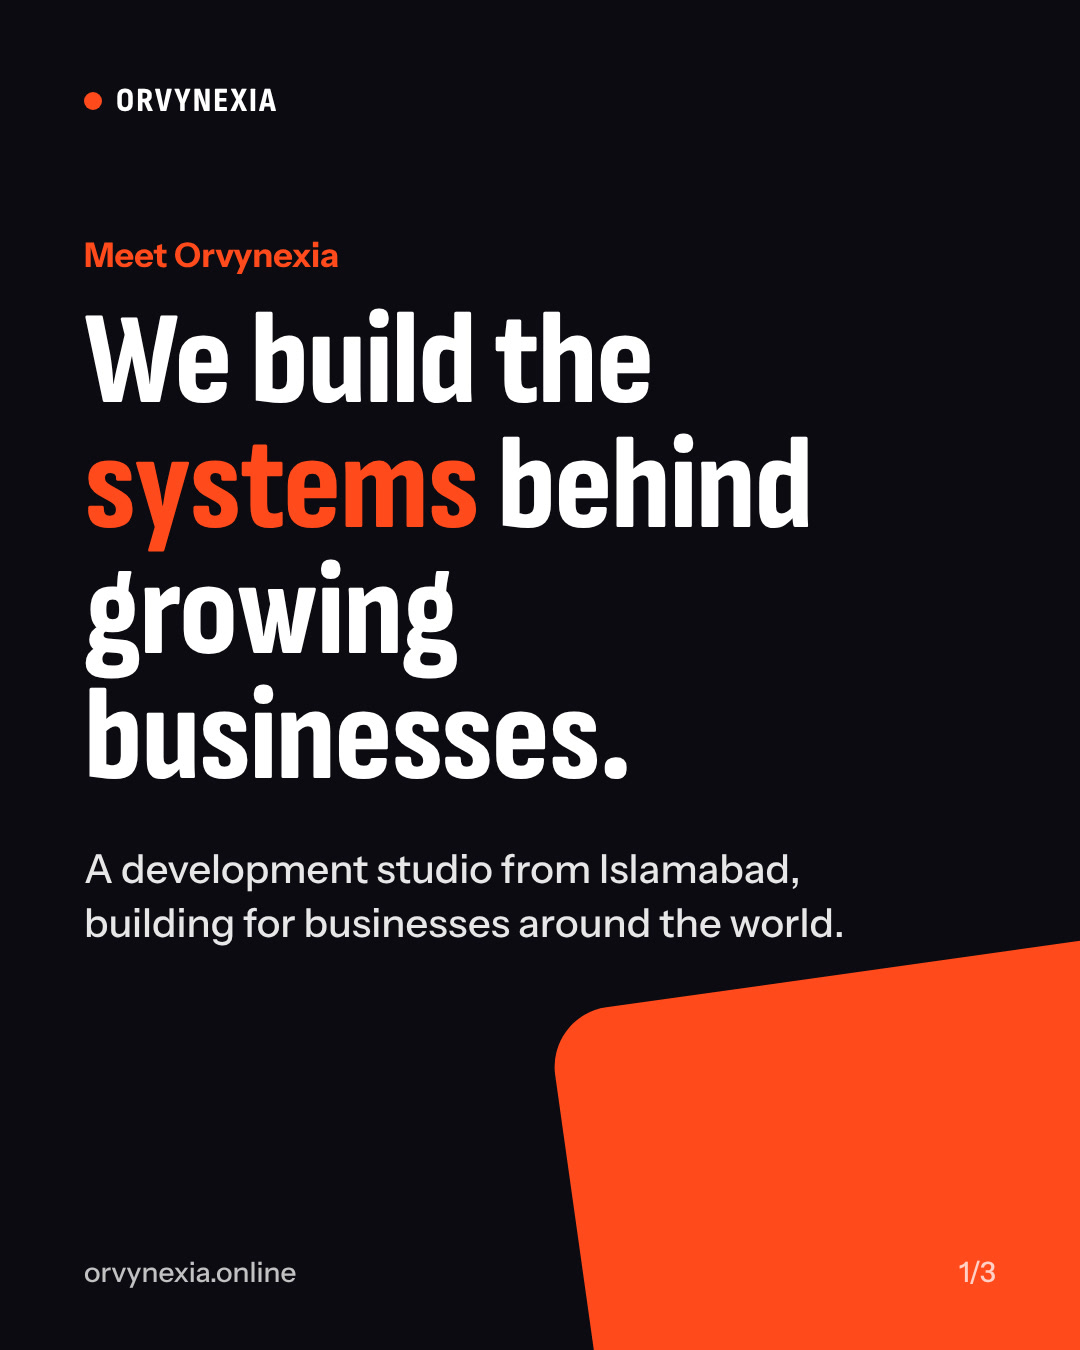 ORVYNEXIA
Meet Orvynexia
We build the
systems behind
growing
businesses.
A development studio from Islamabad,
building for businesses around the world.
orvynexia.online
1/3